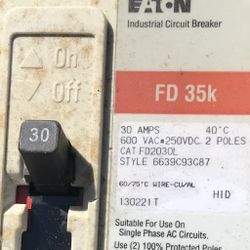 EATON
Industrial Circuit Breaker
On
Off
FD 35k
30
30 AMPS 40°C
600 VAC 250VDC 2 POLES
CAT FD2030L
STYLE 6639C93G87
60/75°C WIRE-CU/AL
HID
130221T
Suitable For Use On
Single Phase AC Circuits.
Use (2) 100% Protected Poles